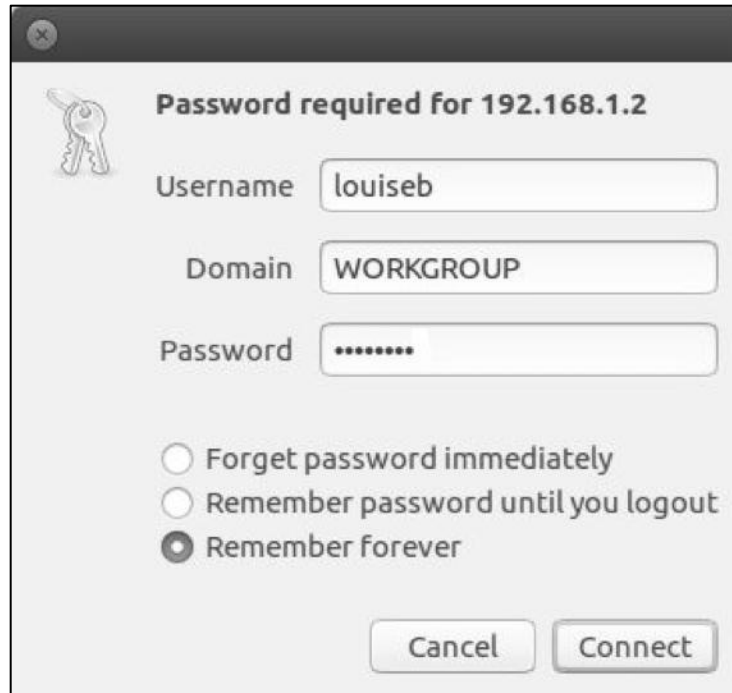 Password required for 192.168.1.2
Username louiseb
Domain WORKGROUP
Password ••••••••
Forget password immediately
Remember password until you logout
Remember forever
Cancel Connect